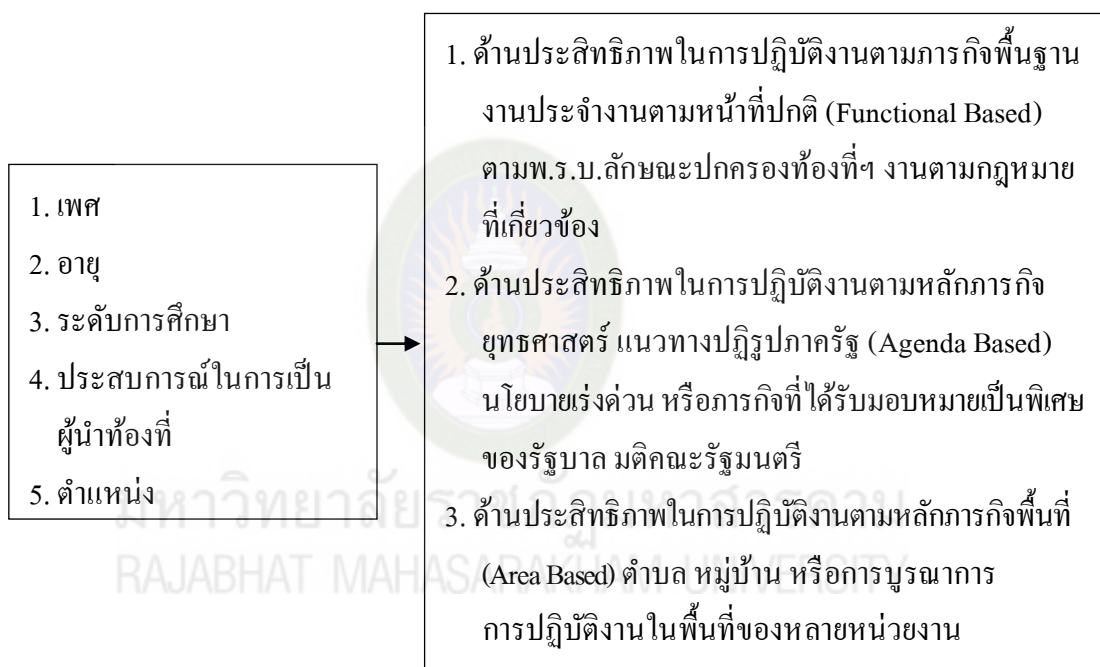 1. เพศ
2. อายุ
3. ระดับการศึกษา
4. ประสบการณ์ในการเป็น
ผู้นำท้องที่
5. ตำแหน่ง
1. ด้านประสิทธิภาพในการปฏิบัติงานตามภารกิจพื้นฐาน
งานประจำงานตามหน้าที่ปกติ (Functional Based)
ตามพ.ร.บ.ลักษณะปกครองท้องที่ฯ งานตามกฎหมาย
ที่เกี่ยวข้อง
2. ด้านประสิทธิภาพในการปฏิบัติงานตามหลักภารกิจ
ยุทธศาสตร์ แนวทางปฏิรูปภาครัฐ (Agenda Based)
นโยบายเร่งด่วน หรือภารกิจที่ได้รับมอบหมายเป็นพิเศษ
ของรัฐบาล มติคณะรัฐมนตรี
3. ด้านประสิทธิภาพในการปฏิบัติงานตามหลักภารกิจพื้นที่
(Area Based) ตำบล หมู่บ้าน หรือการบูรณาการ
การปฏิบัติงานในพื้นที่ของหลายหน่วยงาน
มหาวิทยาลัยราชภัฏมหาสารคาม
RAJABHAT MAHASARAKHAM UNIVERSITY